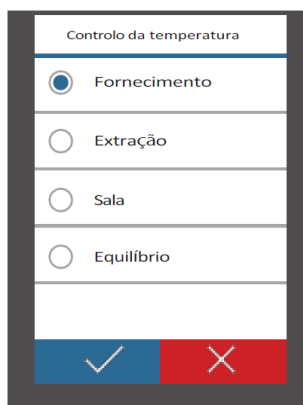 Controlo da temperatura
Fornecimento
Extração
Sala
Equilíbrio